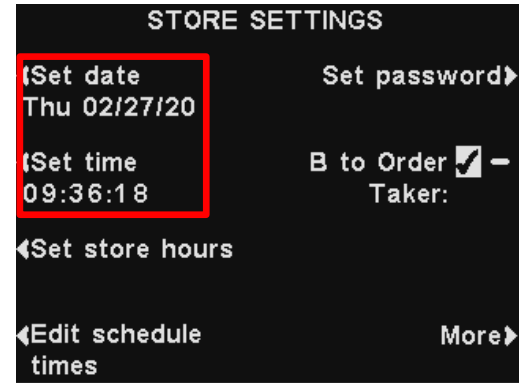 STORE SETTINGS
Set date
Thu 02/27/20
Set password
Set time
09:36:18
B to Order ✓ –
Taker:
Set store hours
Edit schedule
times
More